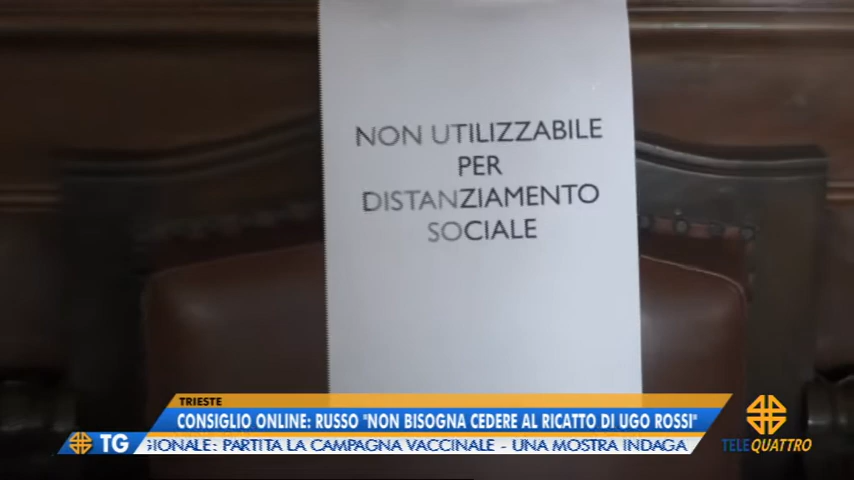 NON UTILIZZABILE
PER
DISTANZIAMENTO
SOCIALE
TRIESTE
CONSIGLIO ONLINE: RUSSO "NON BISOGNA CEDERE AL RICATTO DI UGO ROSSI"
TG
GIONALE: PARTITA LA CAMPAGNA VACCINALE - UNA MOSTRA INDAGA
TELEQUATTRO